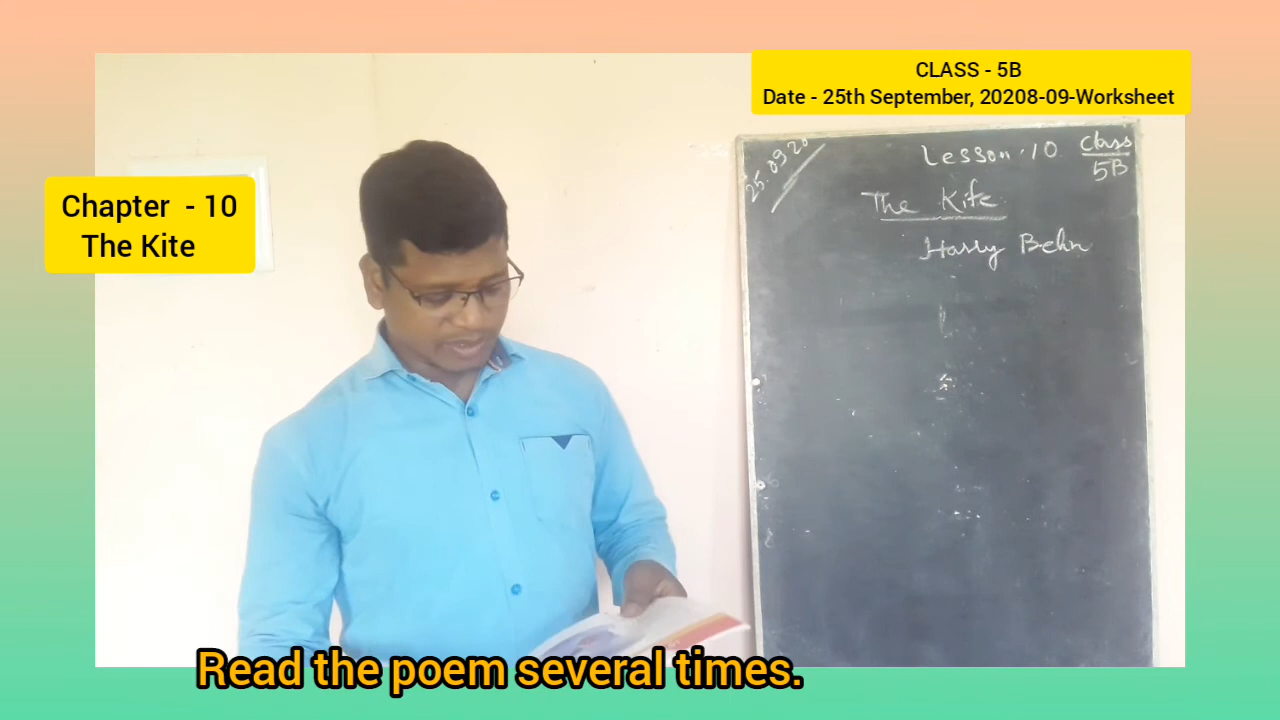 CLASS - 5B
Date - 25th September, 20208-09-Worksheet
Chapter - 10
The Kite
25.09.20
Lesson.10
Class
5B
The Kite
Harry Behn
Read the poem several times.